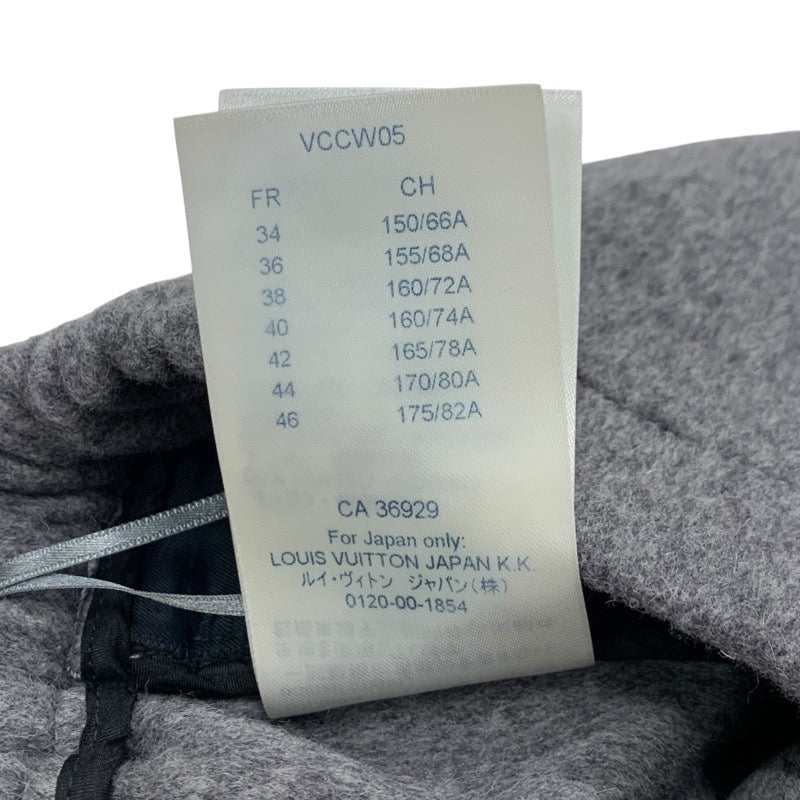 VCCW05
FR CH
34 150/66A
36 155/68A
38 160/72A
40 160/74A
42 165/78A
44 170/80A
46 175/82A
CA 36929
For Japan only:
LOUIS VUITTON JAPAN K.K.
ルイ・ヴィトン ジャパン(株)
0120-00-1854